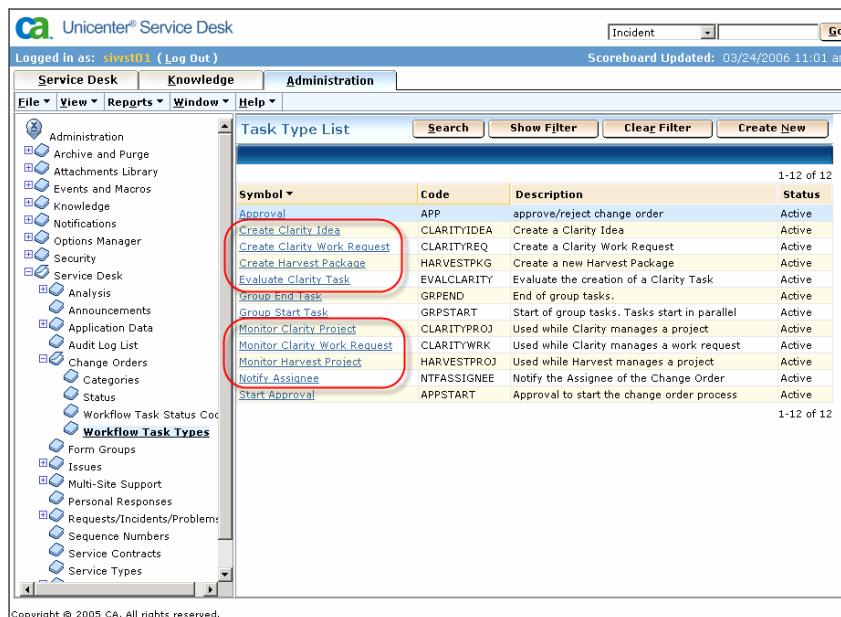 ca Unicenter® Service Desk
Incident
Logged in as: siwst01 (Log Out)
Scoreboard Updated: 03/24/2006 11:01
Service Desk Knowledge Administration
File View Reports Window Help
Administration
Archive and Purge
Attachments Library
Events and Macros
Knowledge
Notifications
Options Manager
Security
Service Desk
Analysis
Announcements
Application Data
Audit Log List
Change Orders
Categories
Status
Workflow Task Status
Workflow Task Types
Form Groups
Issues
Multi-Site Support
Personal Responses
Requests/Incidents/Problems
Sequence Numbers
Service Contracts
Service Types
Task Type List
Search Show Filter Clear Filter Create New
1-12 of 12
Symbol Code Description Status
Approval APP approve/reject change order Active
Create Clarity Idea CLARITYIDEA Create a Clarity Idea Active
Create Clarity Work Request CLARITYREQ Create a Clarity Work Request Active
Create Harvest Package HARVESTPKG Create a new Harvest Package Active
Evaluate Clarity Task EVALCLARITY Evaluate the creation of a Clarity Task Active
Group End Task GRPEND End of group tasks. Active
Group Start Task GRPSTART Start of group tasks. Tasks start in parallel Active
Monitor Clarity Project CLARITYPROJ Used while Clarity manages a project Active
Monitor Clarity Work Request CLARITYWRK Used while Clarity manages a work request Active
Monitor Harvest Project HARVESTPROJ Used while Harvest manages a project Active
Notify Assignee NTFASSIGNEE Notify the Assignee of the Change Order Active
Start Approval APPSTART Approval to start the change order process Active
1-12 of 12
Copyright © 2005 CA. All rights reserved.